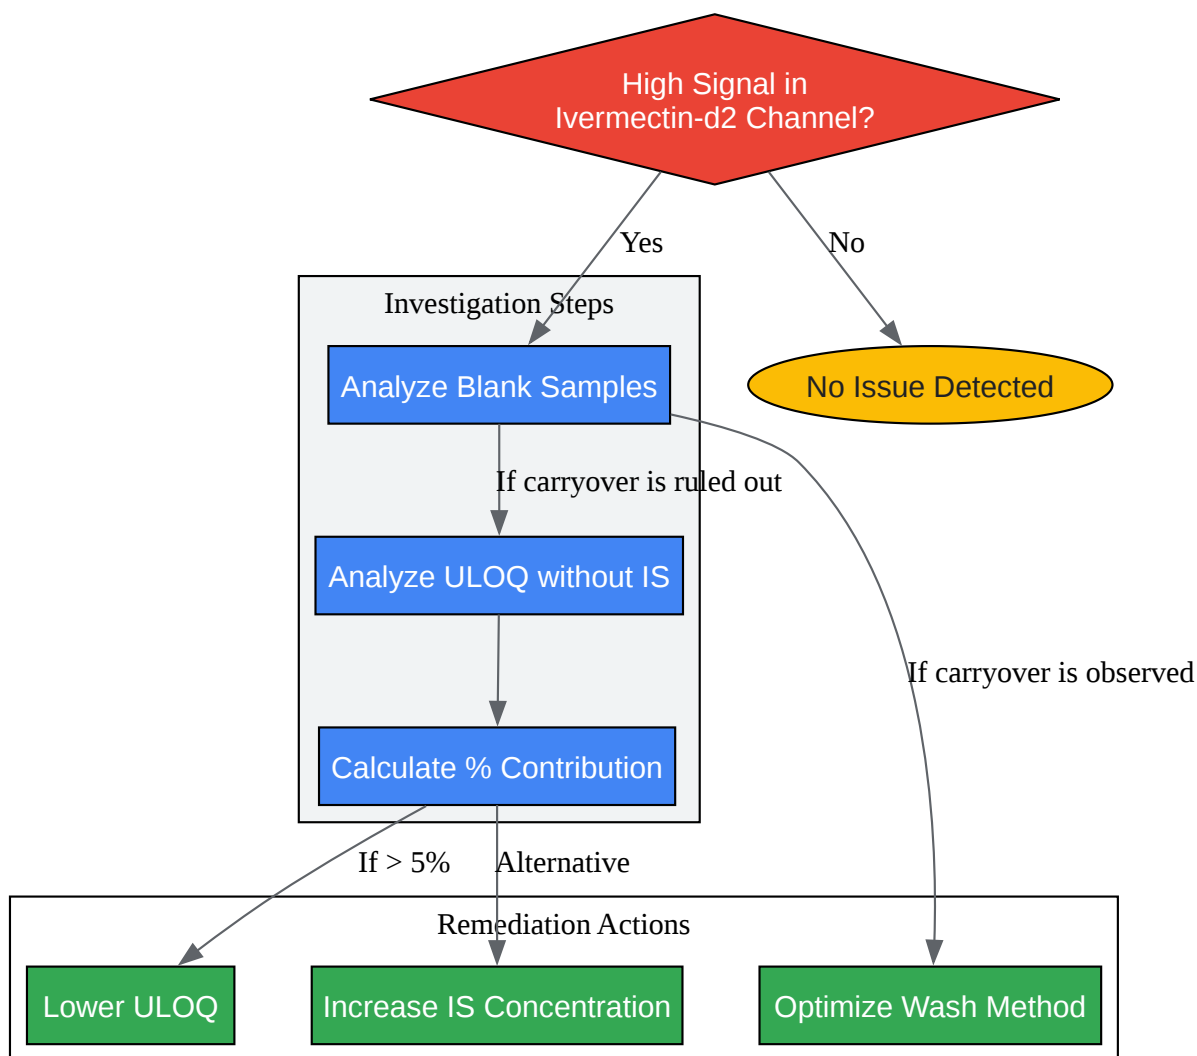 High Signal in
Ivermectin-d2 Channel?
Yes
No
Investigation Steps
Analyze Blank Samples
No Issue Detected
If carryover is ruled out
Analyze ULOQ without IS
If carryover is observed
Calculate % Contribution
If > 5%
Alternative
Remediation Actions
Lower ULOQ
Increase IS Concentration
Optimize Wash Method